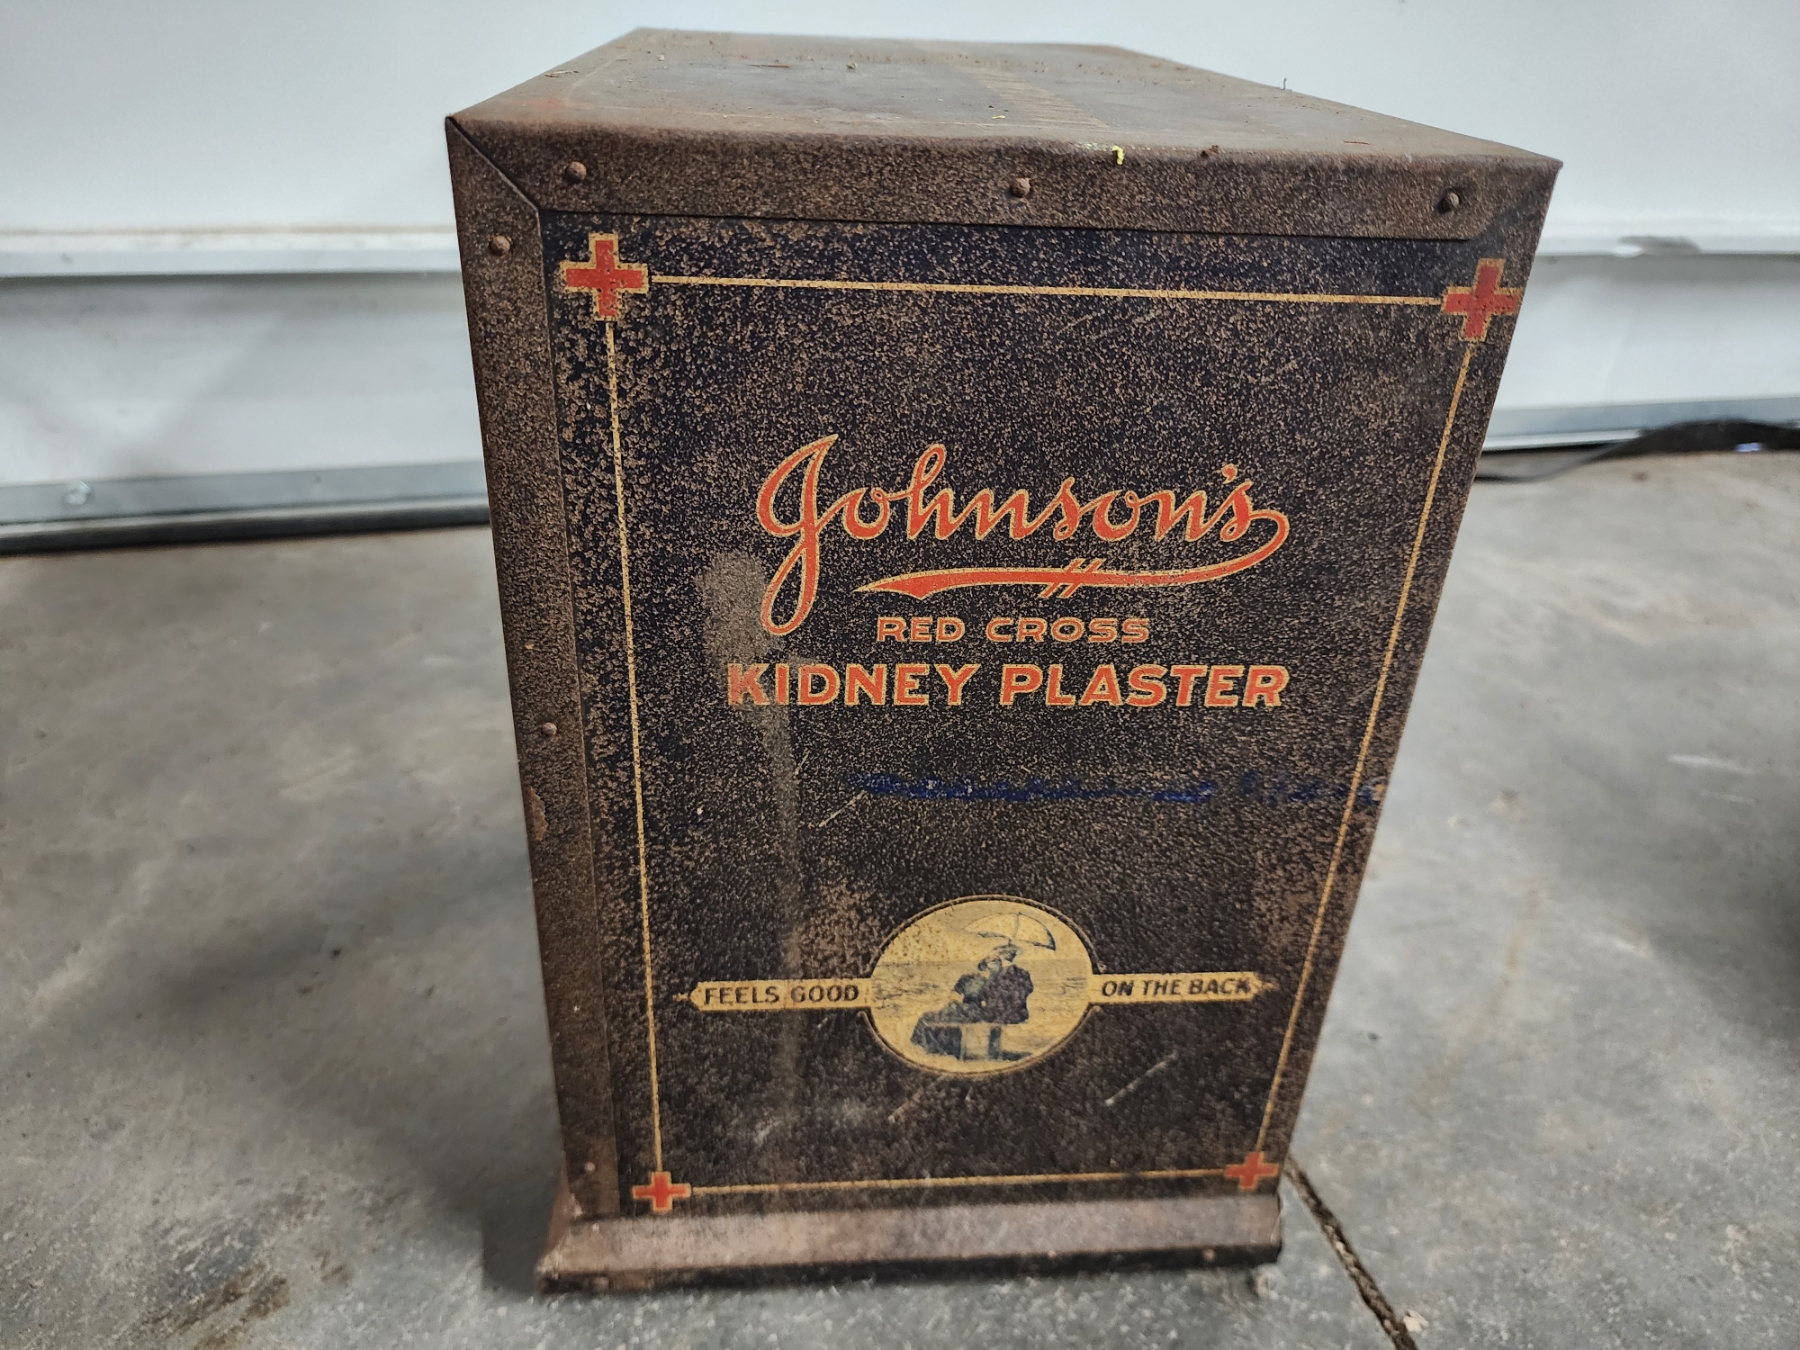 Johnson's
RED CROSS
KIDNEY PLASTER
FEELS GOOD ON THE BACK